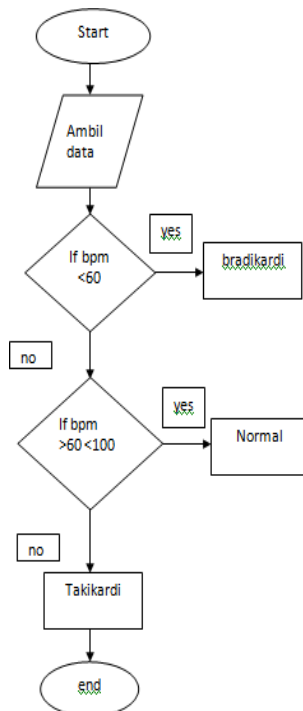 Start
Ambil
data
If bpm
<60
yes
bradikardi
no
If bpm
>60 <100
yes
Normal
no
Takikardi
end